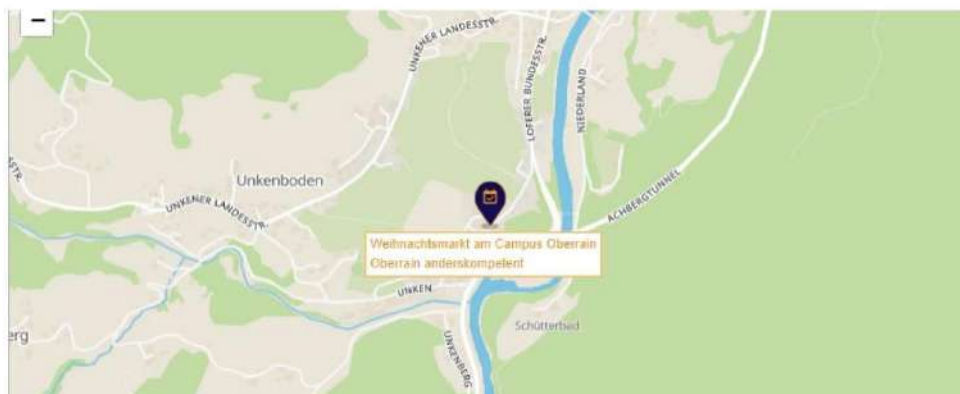 UNKENER LANDESSTR.
LOFERER BUNDESSTR.
NIEDERLAND
ACHBERGTUNNEL
STR.
Unkenboden
UNKENER LANDESSTR.
Weihnachtsmarkt am Campus Oberrain
Oberrain anderskompetent
UNKEN
Schütterbad
erg
UNKENBERG